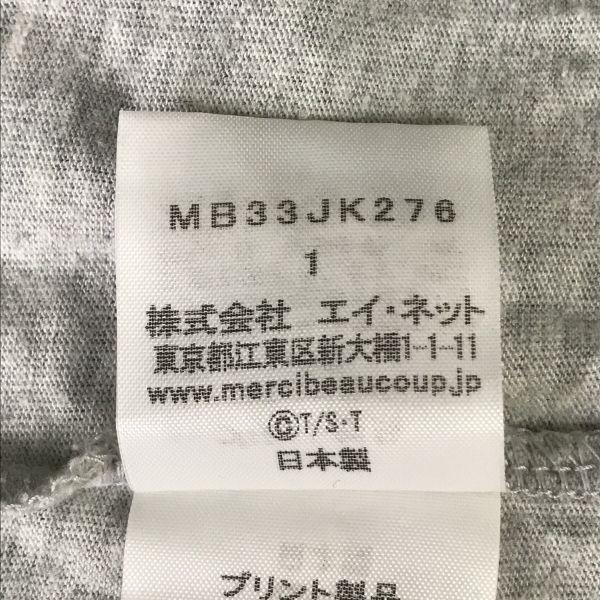 MB33JK276
1
株式会社 エイ・ネット
東京都江東区新大橋1-1-11
www.mercibeaucoup.jp
©T/S・T
日本製
プリント製品